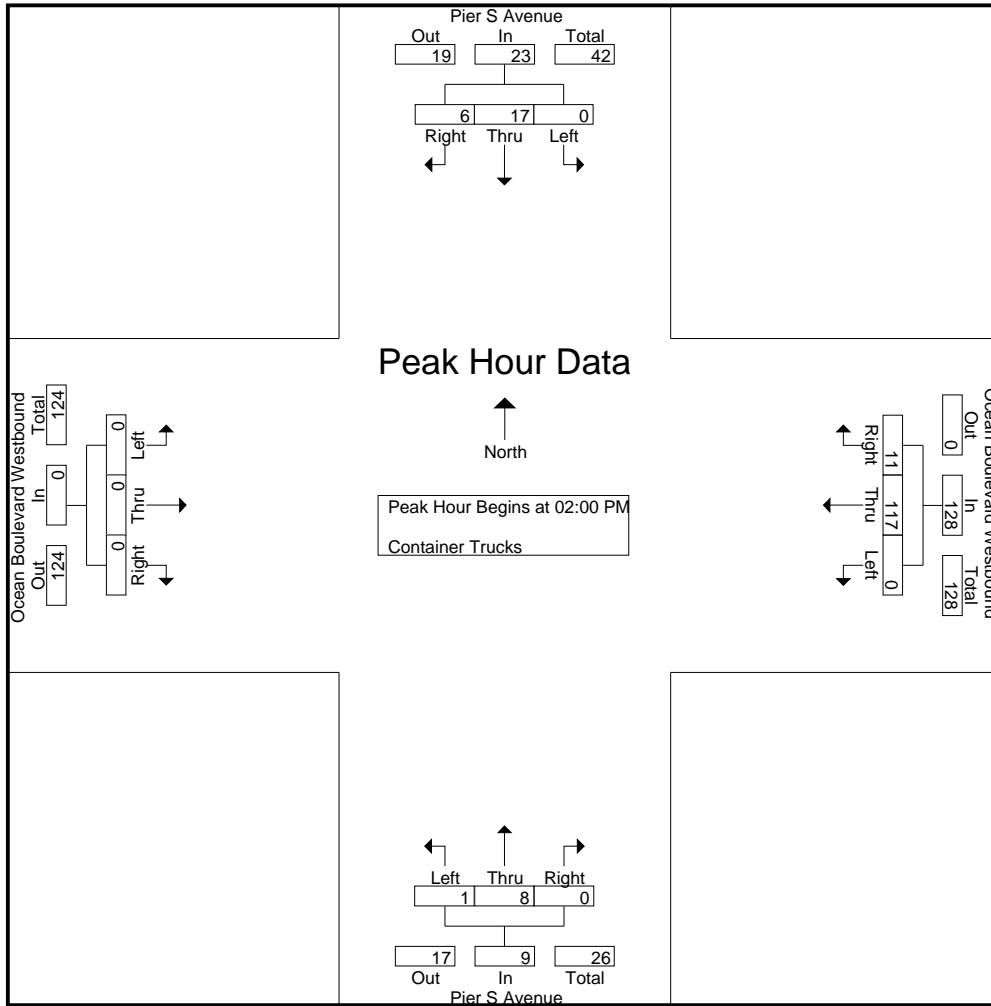 Pier S Avenue
Out In Total
19 23 42
6 17 0
Right Thru Left
Peak Hour Data
North
Peak Hour Begins at 02:00 PM
Container Trucks
Ocean Boulevard Westbound
Total In Out
124 0 124
0 0 0
Left Thru Right
Ocean Boulevard Westbound
Out In Total
0 128 128
11 117 0
Right Thru Left
Left Thru Right
1 8 0
17 9 26
Out In Total
Pier S Avenue